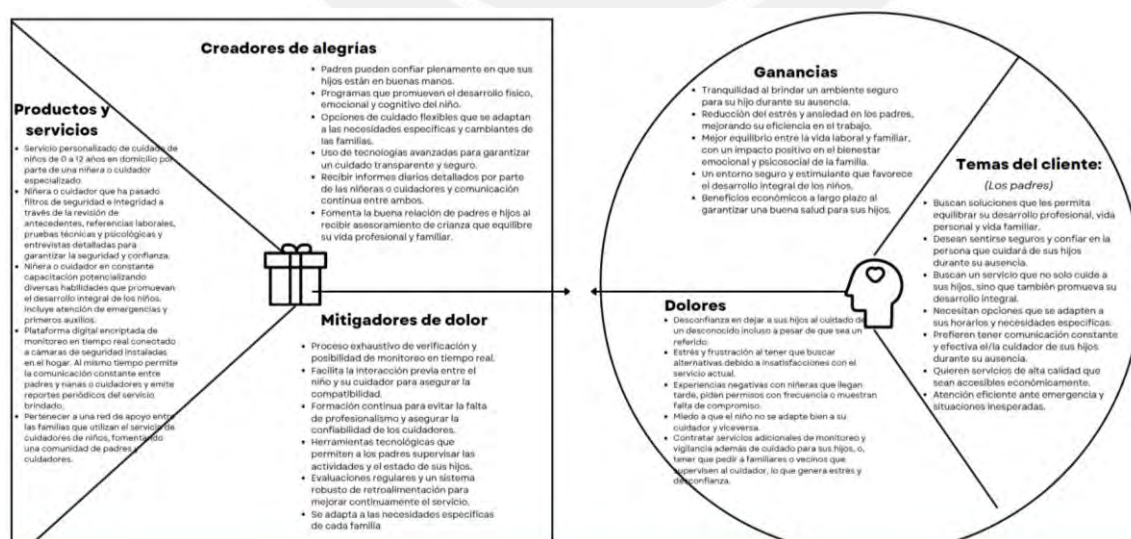 Creadores de alegrías
Padres pueden confiar plenamente en que sus
hijos están en buenas manos.
Programas que promueven el desarrollo físico,
emocional y cognitivo del niño.
Opciones de cuidado flexibles que se adaptan
a las necesidades específicas y cambiantes de
las familias.
Uso de tecnologías avanzadas para garantizar
un cuidado transparente y seguro.
Recibir informes diarios detallados por parte
de las niñeras o cuidadores y comunicación
continua entre ambos.
Fomenta la buena relación de padres e hijos al
recibir asesoramiento de crianza que equilibre
su vida profesional y familiar.
Productos y
servicios
Servicio personalizado de cuidado de
niños de 0 a 12 años en domicilio por
parte de una niñera o cuidador
especializado.
Niñera o cuidador que ha pasado
filtros de seguridad e integridad a
través de la revisión de
antecedentes, referencias laborales,
pruebas técnicas y psicológicas y
entrevistas detalladas para
garantizar la seguridad y confianza.
Niñera o cuidador en constante
capacitación potencializando
diversas habilidades que promuevan
el desarrollo integral de los niños.
Incluye atención de emergencias y
primeros auxilios.
Plataforma digital encriptada de
monitoreo en tiempo real conectado
a cámaras de seguridad instaladas
en el hogar. Al mismo tiempo permite
la comunicación constante entre
padres y nanas o cuidadores y emite
reportes periódicos del servicio
brindado.
Pertenecer a una red de apoyo entre
las familias que utilizan el servicio de
cuidadores de niños, fomentando
una comunidad de padres y
cuidadores.
Mitigadores de dolor
Proceso exhaustivo de verificación y
posibilidad de monitoreo en tiempo real.
Facilita la interacción previa entre el
niño y su cuidador para asegurar la
compatibilidad.
Formación continua para evitar la falta
de profesionalismo y asegurar la
confiabilidad de los cuidadores.
Herramientas tecnológicas que
permiten a los padres supervisar las
actividades y el estado de sus hijos.
Evaluaciones regulares y un sistema
robusto de retroalimentación para
mejorar continuamente el servicio.
Se adapta a las necesidades específicas
de cada familia
Ganancias
Tranquilidad al brindar un ambiente seguro
para su hijo durante su ausencia.
Reducción del estrés y ansiedad en los padres,
mejorando su eficiencia en el trabajo.
Mejor equilibrio entre la vida laboral y familiar,
con un impacto positivo en el bienestar
emocional y psicosocial de la familia.
Un entorno seguro y estimulante que favorece
el desarrollo integral de los niños.
Beneficios económicos a largo plazo al
garantizar una buena salud para sus hijos.
Temas del cliente:
(Los padres)
Buscan soluciones que les permita
equilibrar su desarrollo profesional, vida
personal y vida familiar.
Desean sentirse seguros y confiar en la
persona que cuidará de sus hijos
durante su ausencia.
Buscan un servicio que no solo cuide a
sus hijos, sino que también promueva su
desarrollo integral.
Necesitan opciones que se adapten a
sus horarios y necesidades específicas.
Prefieren tener comunicación constante
y efectiva el/la cuidador de sus hijos
durante su ausencia.
Quieren servicios de alta calidad que
sean accesibles económicamente.
Atención eficiente ante emergencia y
situaciones inesperadas.
Dolores
Desconfianza en dejar a sus hijos al cuidado de
un desconocido incluso a pesar de que sea un
referido.
Estrés y frustración al tener que buscar
alternativas debido a insatisfacciones con el
servicio actual.
Experiencias negativas con niñeras que llegan
tarde, piden permisos con frecuencia o muestran
falta de compromiso.
Miedo a que el niño no se adapte bien a su
cuidador y viceversa.
Contratar servicios adicionales de monitoreo y
vigilancia además de cuidado para sus hijos, o,
tener que pedir a familiares o vecinos que
supervisen al cuidador, lo que genera estrés y
desconfianza.